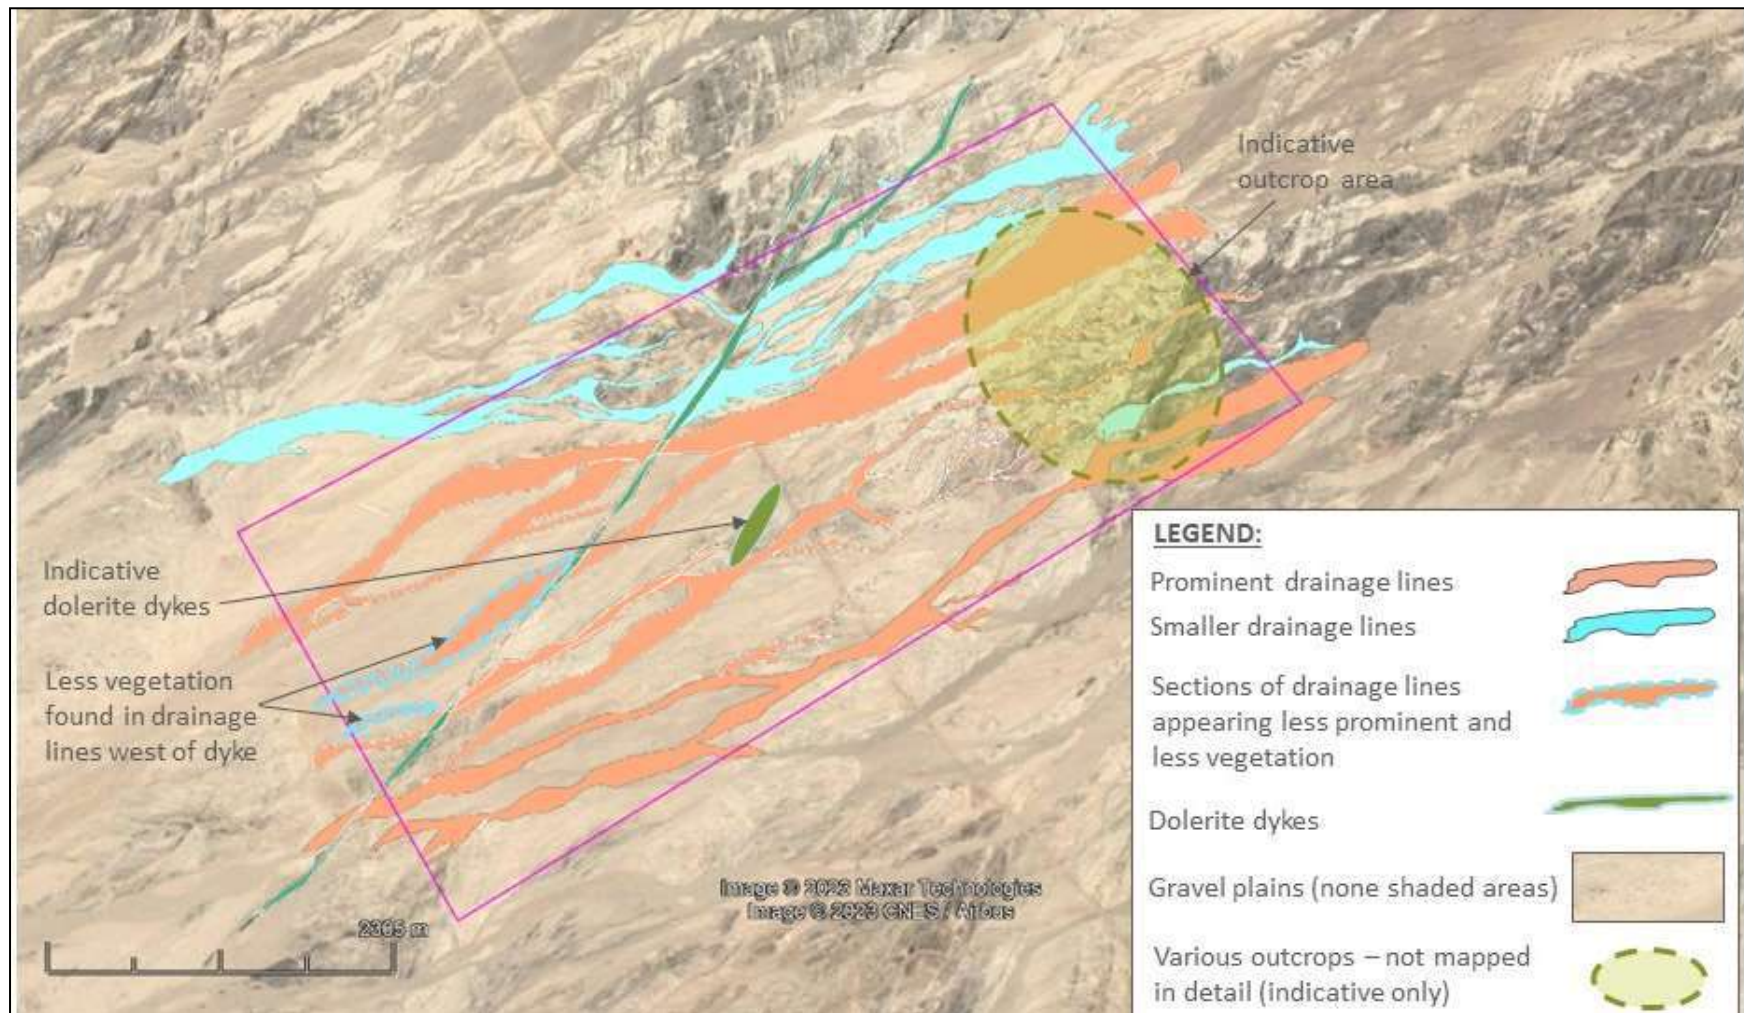 Indicative
outcrop area
Indicative
dolerite dykes
Less vegetation
found in drainage
lines west of dyke
Image © 2023 Maxar Technologies
Image © 2023 CNES / Airbus
2365 m
LEGEND:
Prominent drainage lines
Smaller drainage lines
Sections of drainage lines
appearing less prominent and
less vegetation
Dolerite dykes
Gravel plains (none shaded areas)
Various outcrops – not mapped
in detail (indicative only)